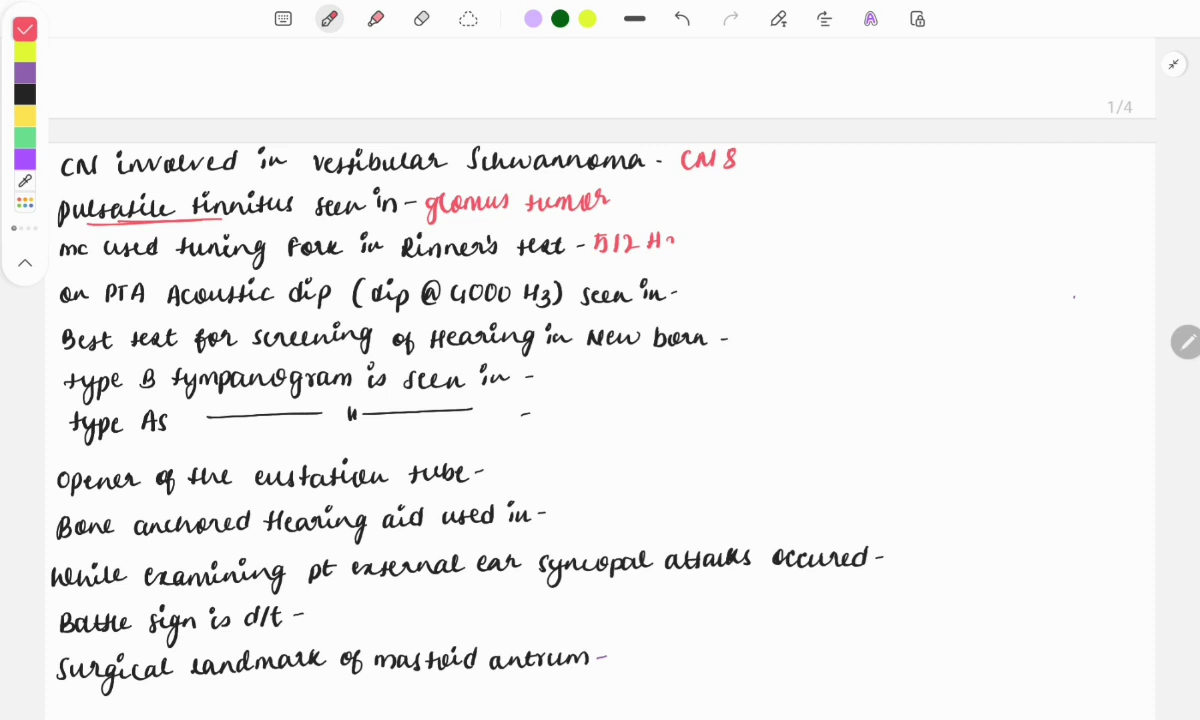 1/4
CN involved in vestibular Schwannoma - CN 8
pulsatile tinnitus seen in - glomus tumor
mc used tuning fork in Rinner's test - 512 Hz
on PTA Acoustic dip (dip @ 4000 Hz) seen in -
Best test for screening of Hearing in New born -
type B tympanogram is seen in -
type As —— " —— -
Opener of the eustation tube -
Bone anchored Hearing aid used in -
While examining pt external ear syncopal attacks occured -
Battle sign is d/t -
Surgical landmark of mastoid antrum -